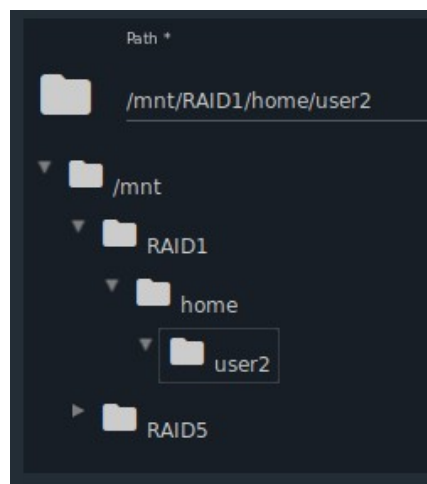 Path *
/mnt/RAID1/home/user2
/mnt
RAID1
home
user2
RAID5